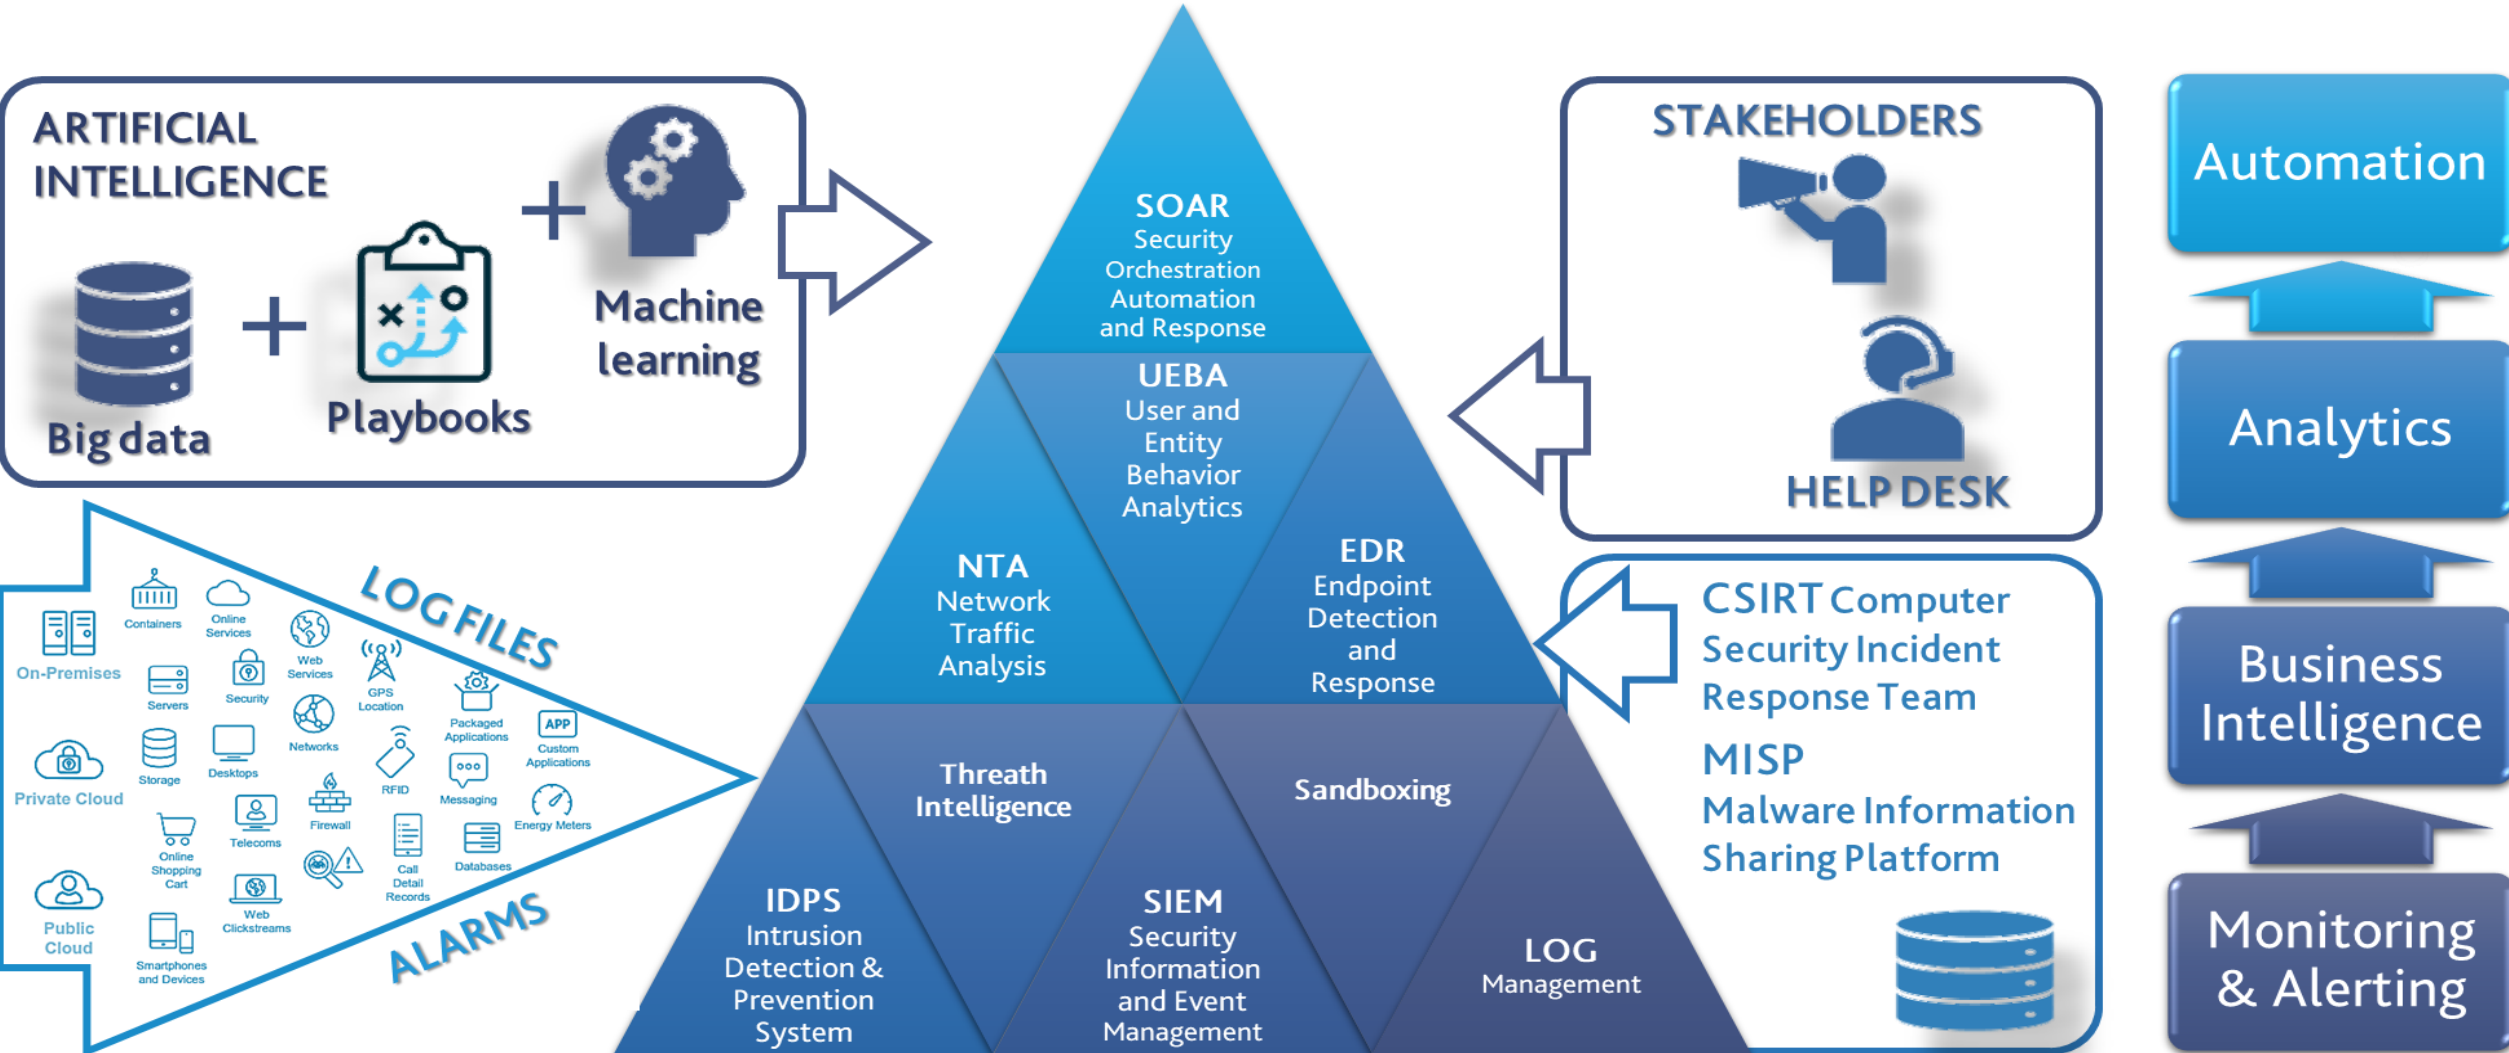 ARTIFICIAL
INTELLIGENCE
Big data
Playbooks
Machine
learning
SOAR
Security
Orchestration
Automation
and Response
UEBA
User and
Entity
Behavior
Analytics
NTA
Network
Traffic
Analysis
EDR
Endpoint
Detection
and
Response
Threath
Intelligence
Sandboxing
IDPS
Intrusion
Detection &
Prevention
System
SIEM
Security
Information
and Event
Management
LOG
Management
STAKEHOLDERS
HELP DESK
CSIRT Computer
Security Incident
Response Team
MISP
Malware Information
Sharing Platform
Automation
Analytics
Business
Intelligence
Monitoring
& Alerting
LOG FILES
ALARMS
On-Premises
Private Cloud
Public
Cloud
Containers
Online
Services
Web
Services
GPS
Location
Servers
Security
Networks
Packaged
Applications
APP
Custom
Applications
Storage
Desktops
RFID
Messaging
Energy Meters
Online
Shopping
Cart
Telecoms
Firewall
Call
Detail
Records
Databases
Web
Clickstreams
Smartphones
and Devices